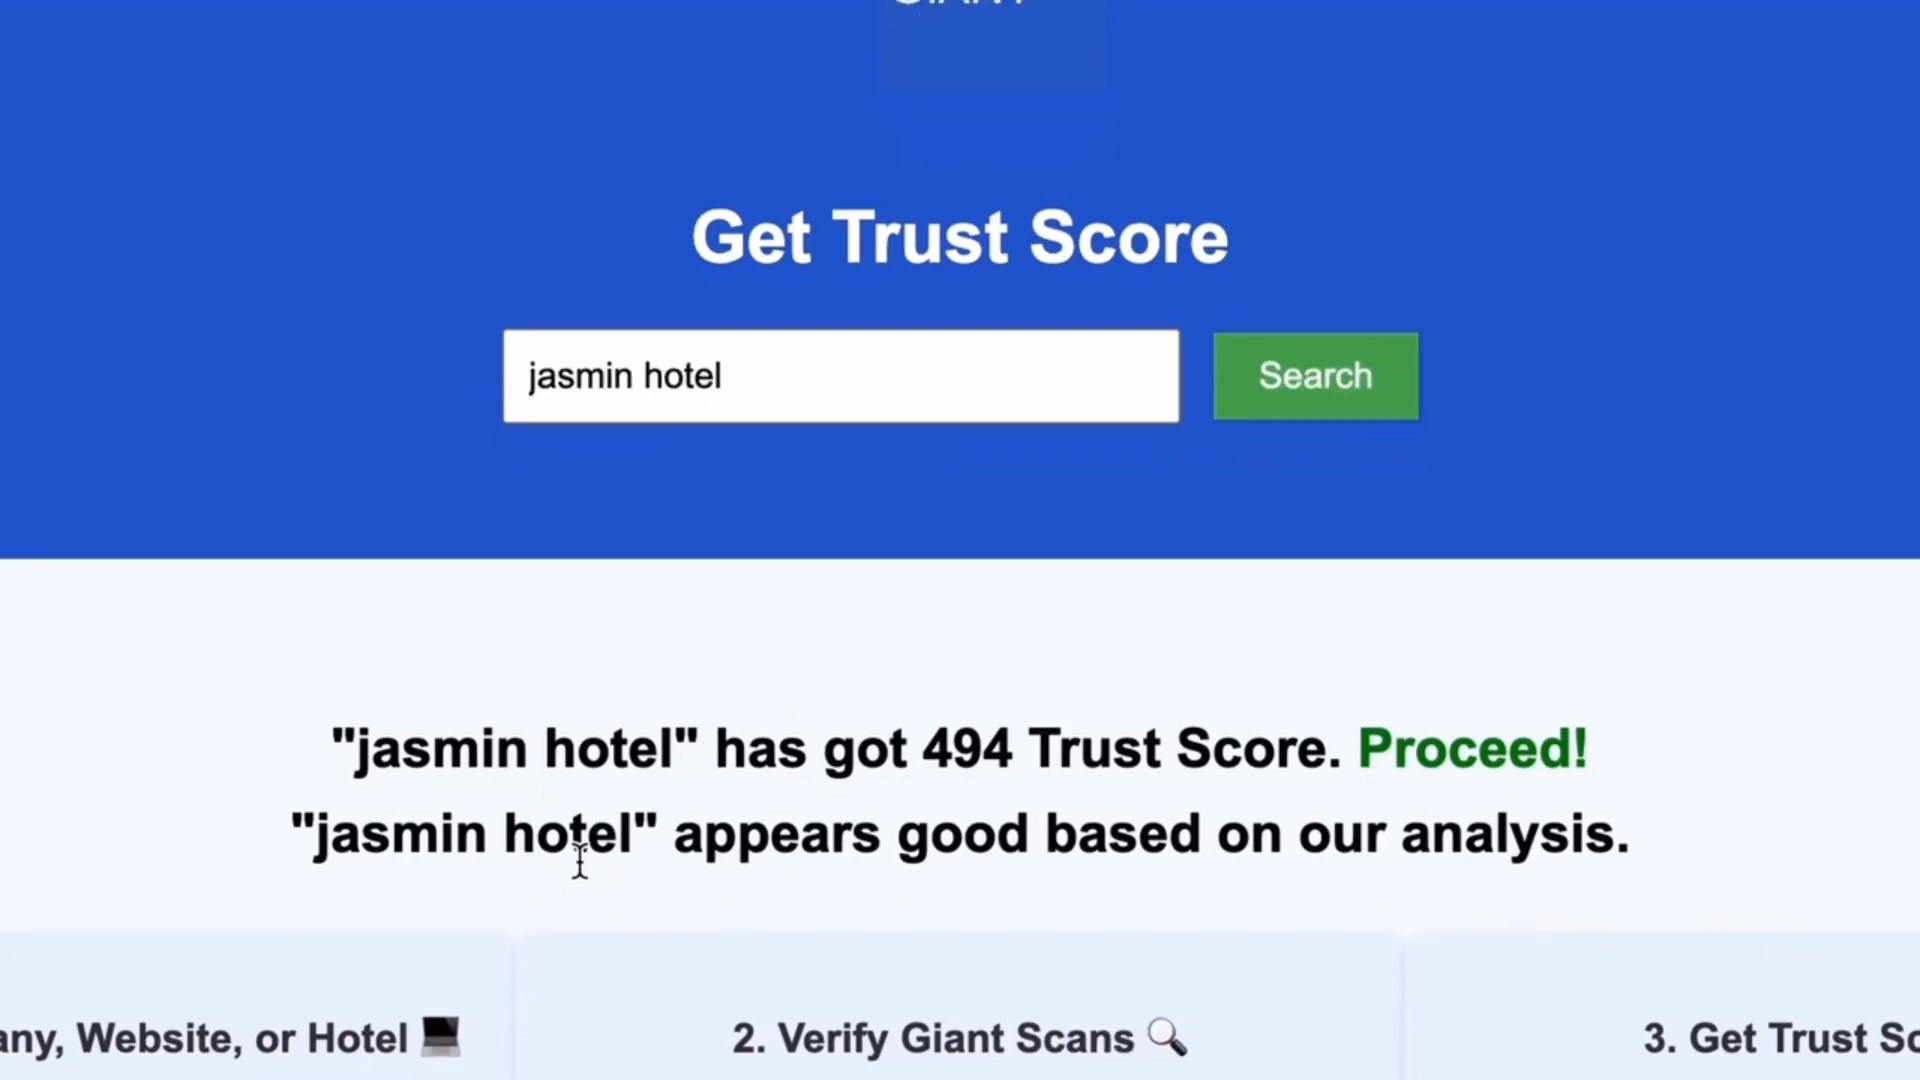 Get Trust Score
jasmin hotel
Search
"jasmin hotel" has got 494 Trust Score. Proceed!
"jasmin hotel" appears good based on our analysis.
any, Website, or Hotel
2. Verify Giant Scans
3. Get Trust Sc